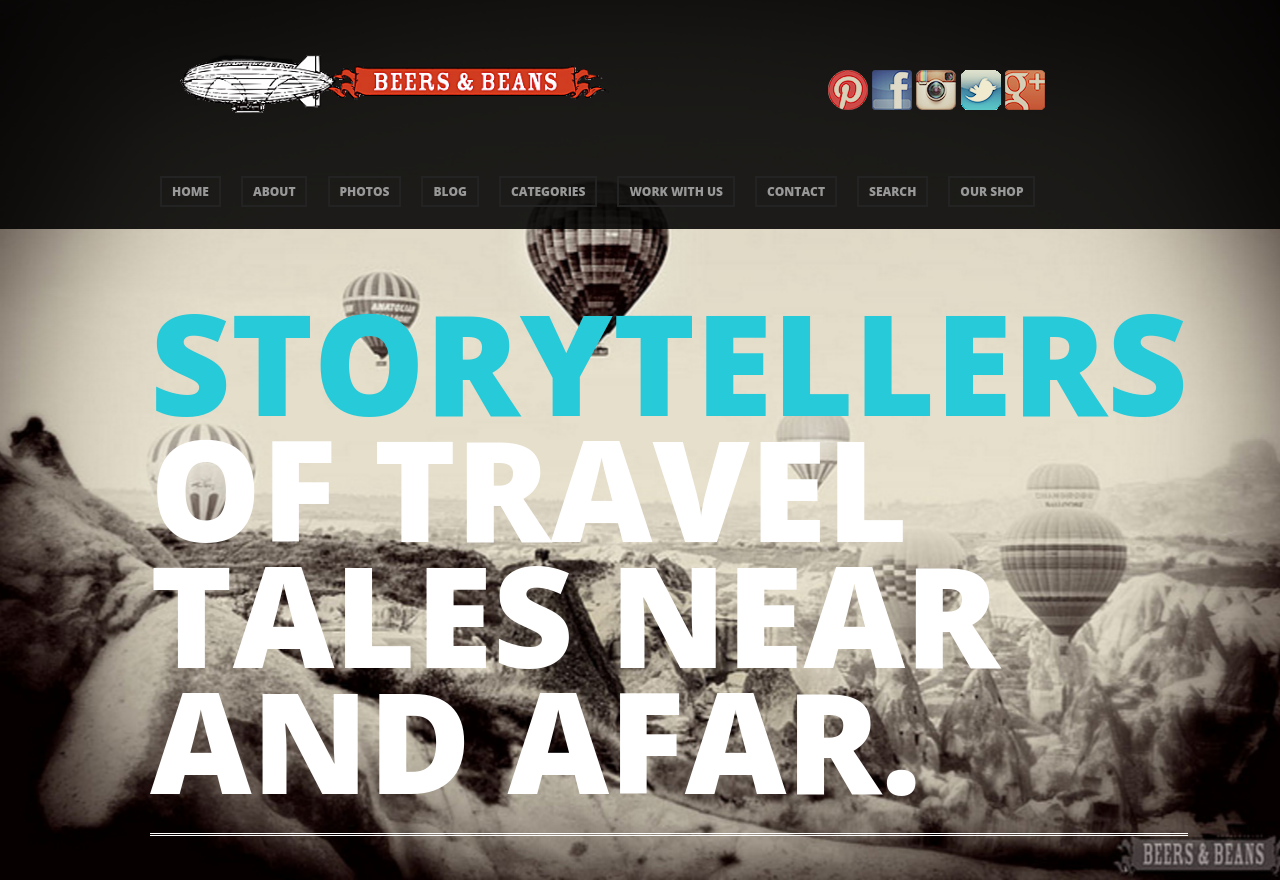 BEERS & BEANS
HOME ABOUT PHOTOS BLOG CATEGORIES WORK WITH US CONTACT SEARCH OUR SHOP
ANATOLIAN
STORYTELLERS
OF TRAVEL
TALES NEAR
AND AFAR.
BEERS & BEANS